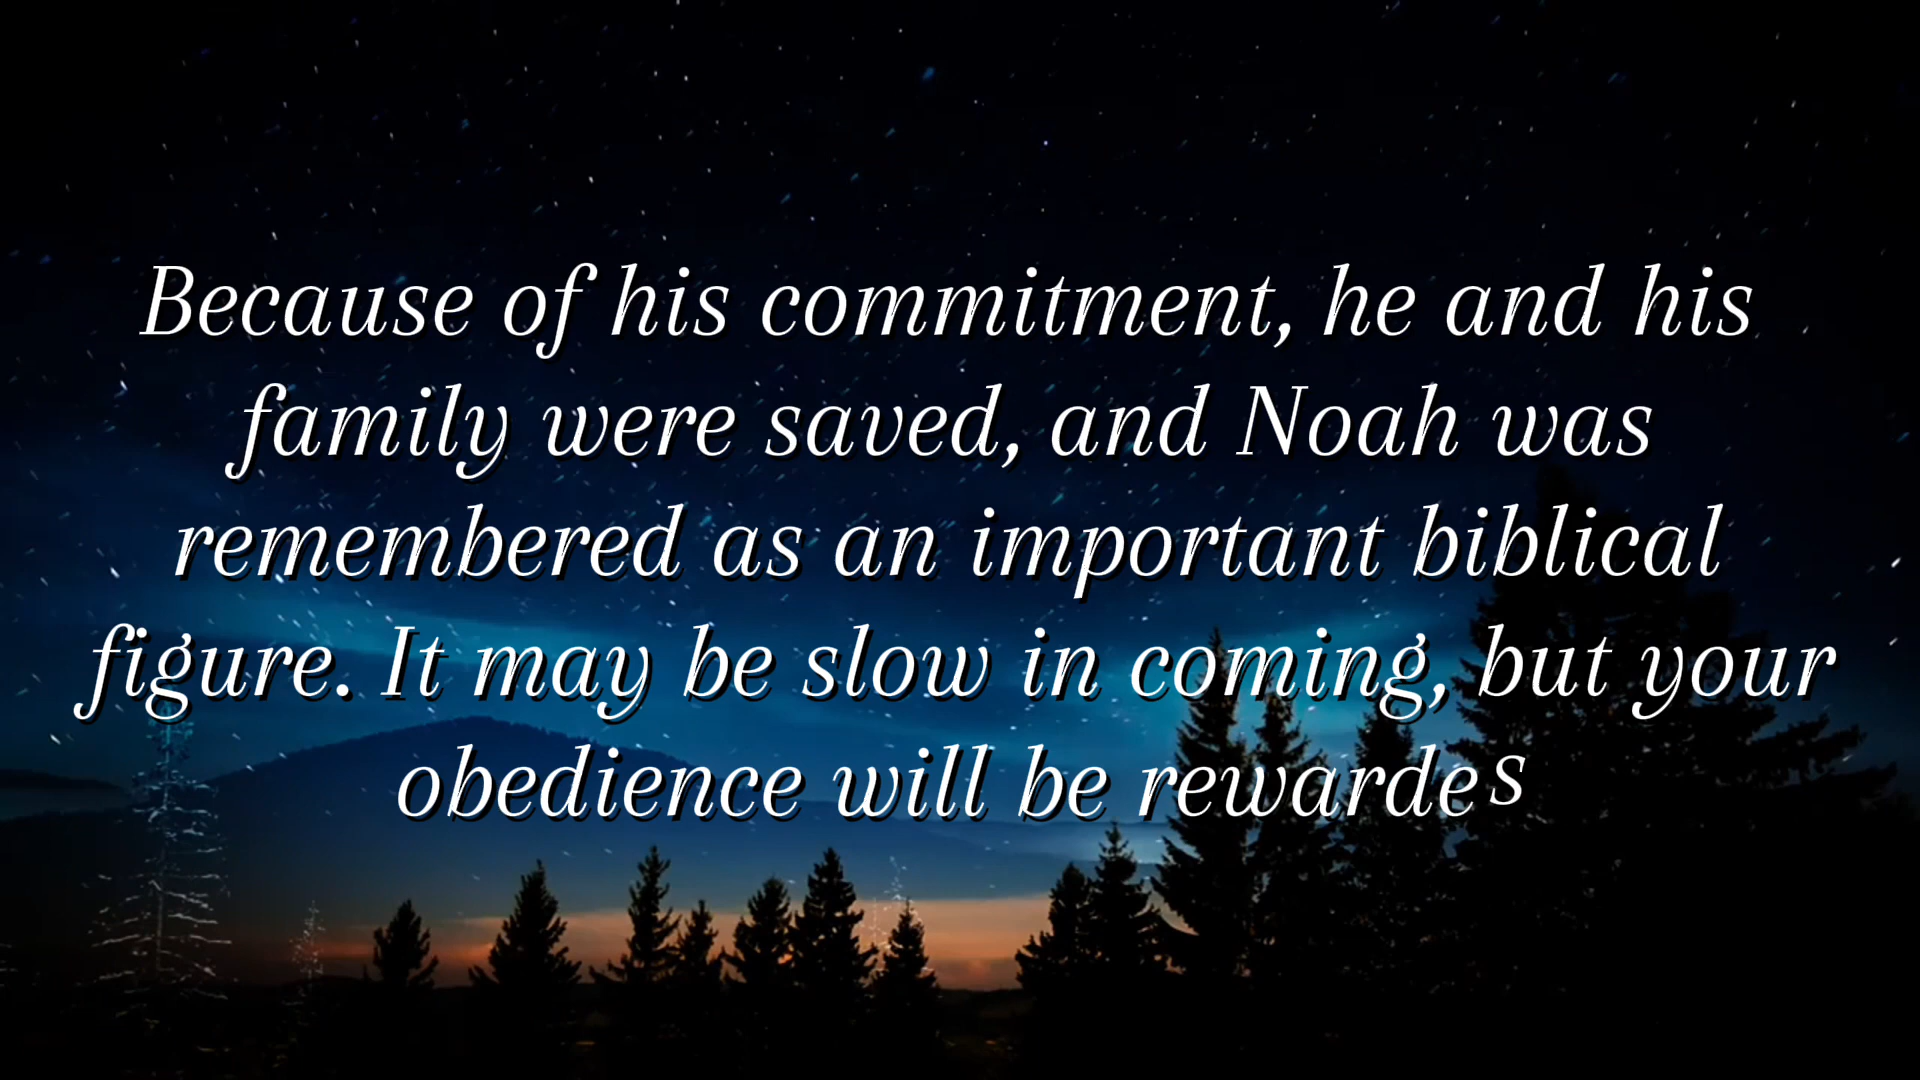 Because of his commitment, he and his
family were saved, and Noah was
remembered as an important biblical
figure. It may be slow in coming, but your
obedience will be rewardes